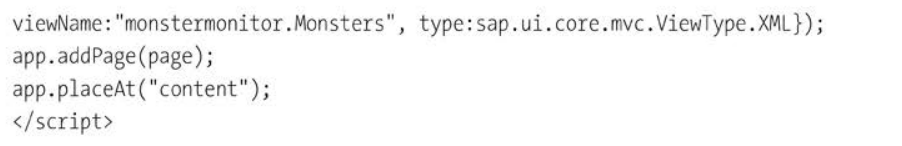 viewName:"monstermonitor.Monsters", type:sap.ui.core.mvc.ViewType.XML});
app.addPage(page);
app.placeAt("content");
</script>